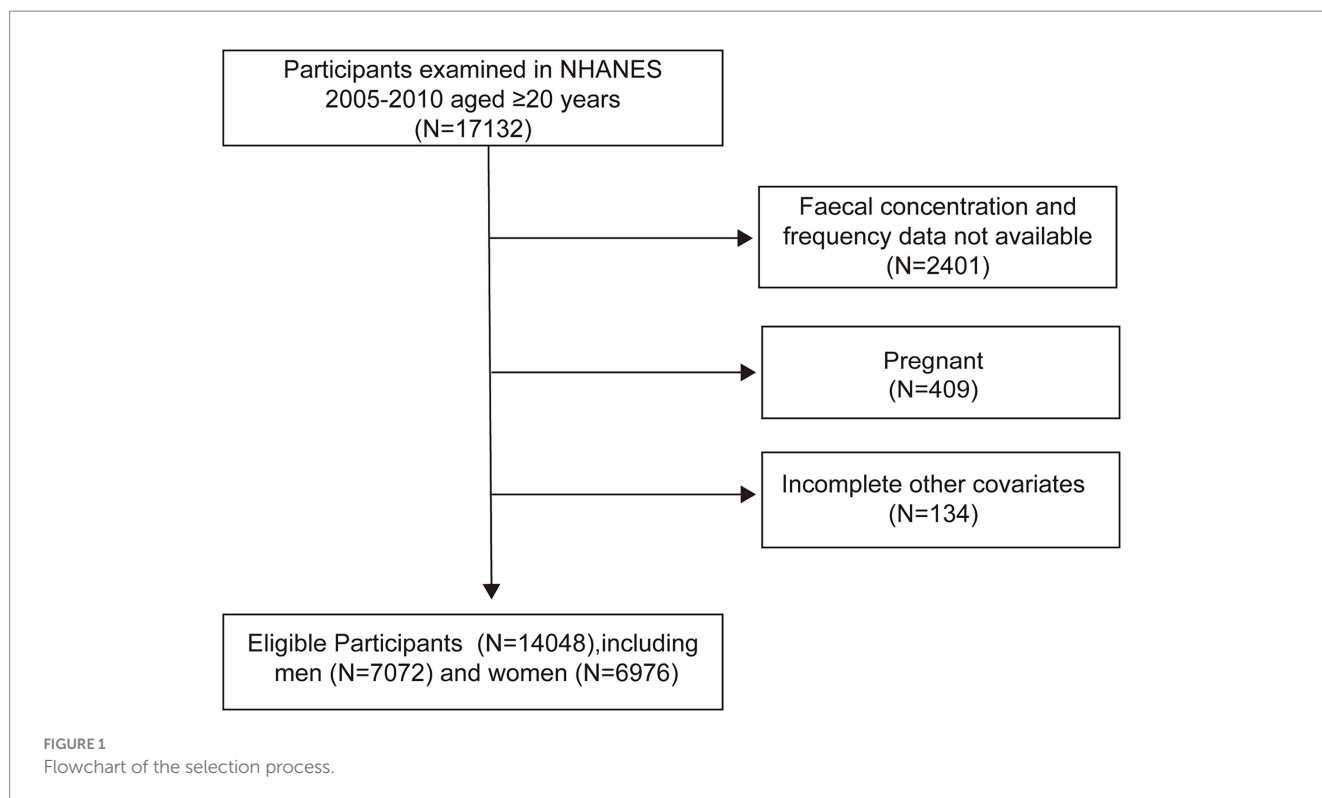 Participants examined in NHANES
2005-2010 aged ≥20 years
(N=17132)
Faecal concentration and
frequency data not available
(N=2401)
Pregnant
(N=409)
Incomplete other covariates
(N=134)
Eligible Participants (N=14048),including
men (N=7072) and women (N=6976)
FIGURE 1
Flowchart of the selection process.